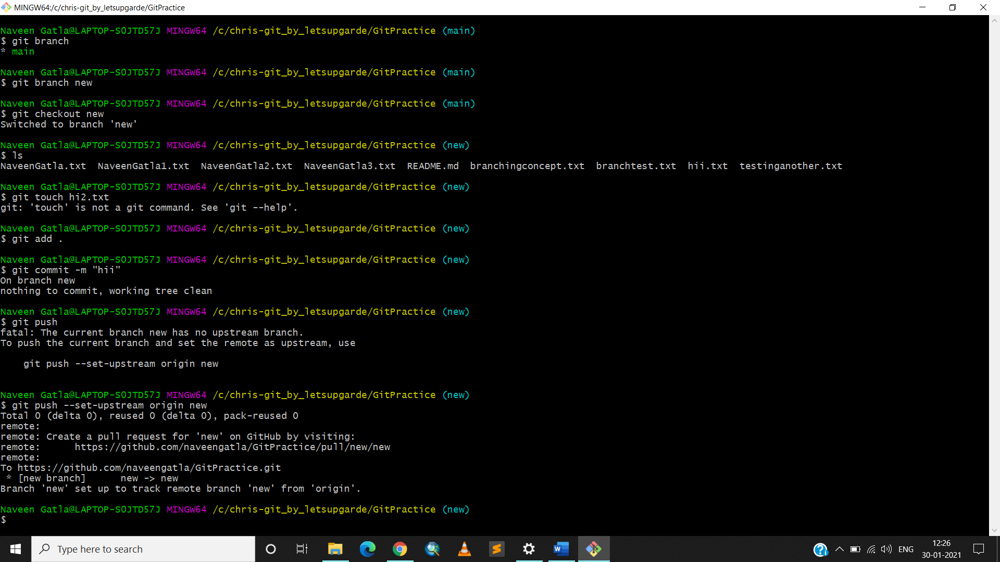 MINGW64:/c/chris-git_by_letsupgarde/GitPractice
Naveen Gatla@LAPTOP-S0JTD57J MINGW64 /c/chris-git_by_letsupgarde/GitPractice (main)
$ git branch
* main
Naveen Gatla@LAPTOP-S0JTD57J MINGW64 /c/chris-git_by_letsupgarde/GitPractice (main)
$ git branch new
Naveen Gatla@LAPTOP-S0JTD57J MINGW64 /c/chris-git_by_letsupgarde/GitPractice (main)
$ git checkout new
Switched to branch 'new'
Naveen Gatla@LAPTOP-S0JTD57J MINGW64 /c/chris-git_by_letsupgarde/GitPractice (new)
$ ls
NaveenGatla.txt  NaveenGatla1.txt  NaveenGatla2.txt  NaveenGatla3.txt  README.md  branchingconcept.txt  branchtest.txt  hii.txt  testinganother.txt
Naveen Gatla@LAPTOP-S0JTD57J MINGW64 /c/chris-git_by_letsupgarde/GitPractice (new)
$ git touch hi2.txt
git: 'touch' is not a git command. See 'git --help'.
Naveen Gatla@LAPTOP-S0JTD57J MINGW64 /c/chris-git_by_letsupgarde/GitPractice (new)
$ git add .
Naveen Gatla@LAPTOP-S0JTD57J MINGW64 /c/chris-git_by_letsupgarde/GitPractice (new)
$ git commit -m "hii"
On branch new
nothing to commit, working tree clean
Naveen Gatla@LAPTOP-S0JTD57J MINGW64 /c/chris-git_by_letsupgarde/GitPractice (new)
$ git push
fatal: The current branch new has no upstream branch.
To push the current branch and set the remote as upstream, use
    git push --set-upstream origin new
Naveen Gatla@LAPTOP-S0JTD57J MINGW64 /c/chris-git_by_letsupgarde/GitPractice (new)
$ git push --set-upstream origin new
Total 0 (delta 0), reused 0 (delta 0), pack-reused 0
remote:
remote: Create a pull request for 'new' on GitHub by visiting:
remote:      https://github.com/naveengatla/GitPractice/pull/new/new
remote:
To https://github.com/naveengatla/GitPractice.git
 * [new branch]      new -> new
Branch 'new' set up to track remote branch 'new' from 'origin'.
Naveen Gatla@LAPTOP-S0JTD57J MINGW64 /c/chris-git_by_letsupgarde/GitPractice (new)
$
Type here to search
ENG
12:26
30-01-2021